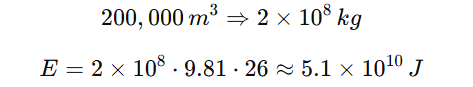 200,000 m³ ⇒ 2 × 10⁸ kg
E = 2 × 10⁸ · 9.81 · 26 ≈ 5.1 × 10¹⁰ J